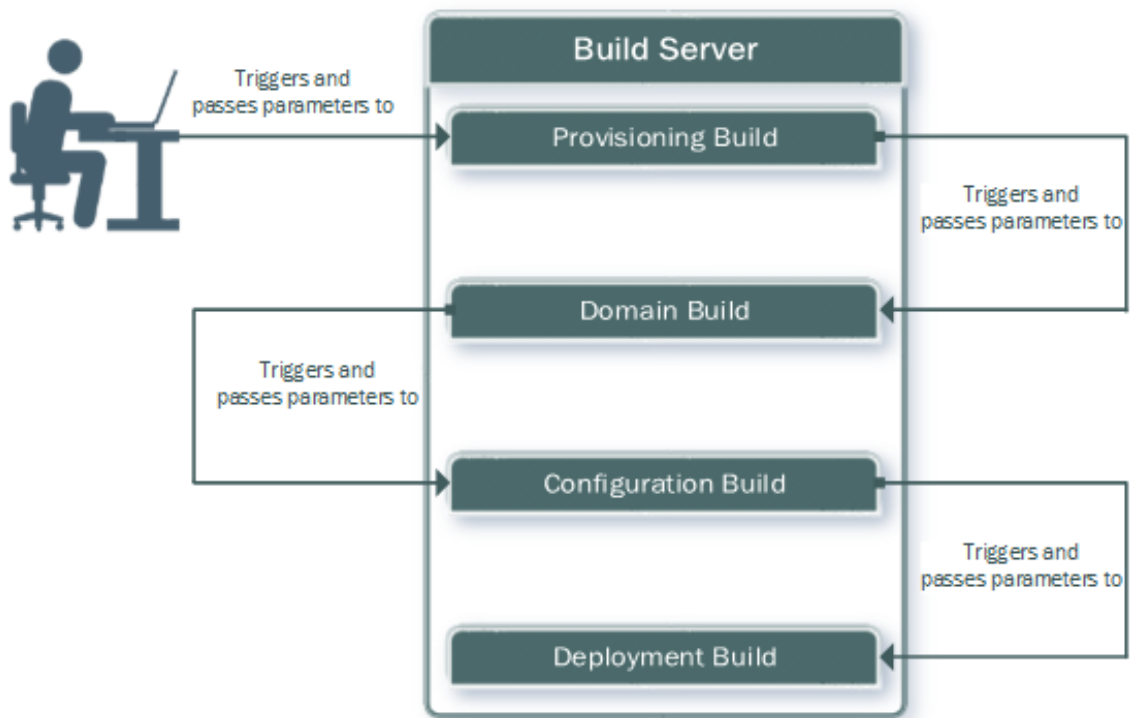 Build Server
Triggers and
passes parameters to
Provisioning Build
Triggers and
passes parameters to
Domain Build
Triggers and
passes parameters to
Configuration Build
Triggers and
passes parameters to
Deployment Build